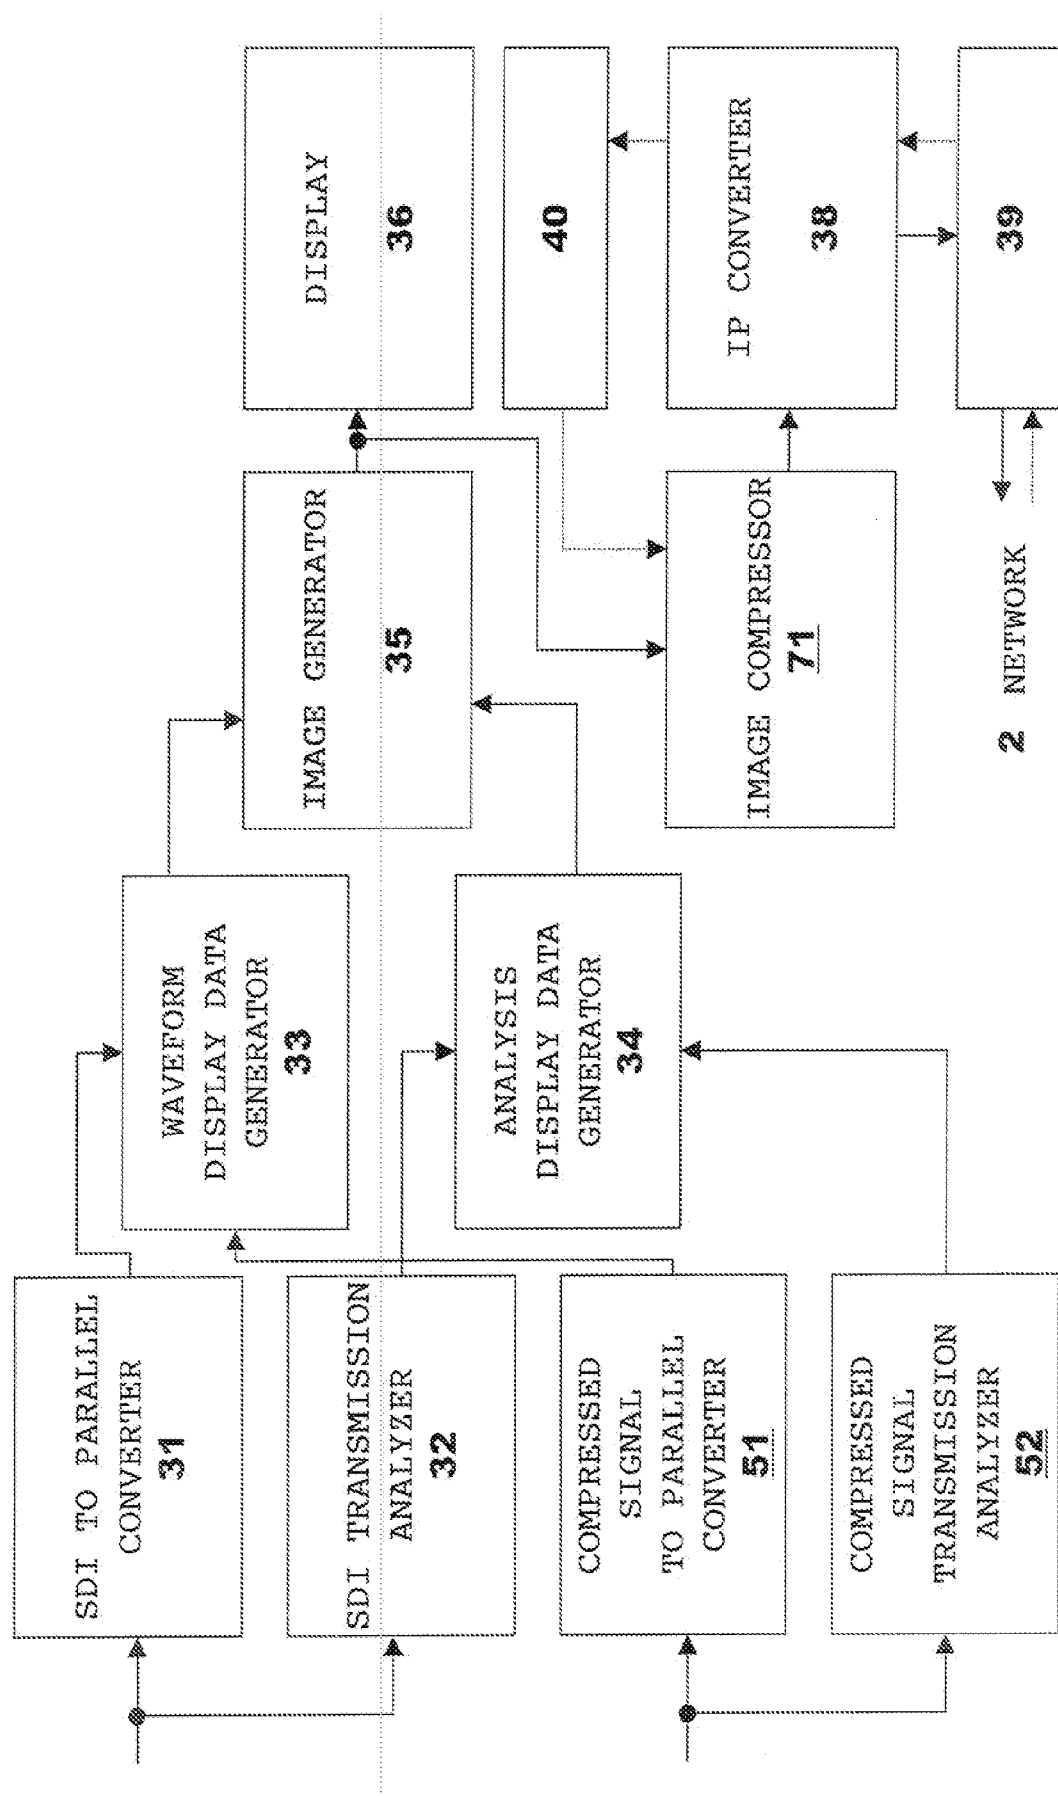 SDI TO PARALLEL
CONVERTER
31
SDI TRANSMISSION
ANALYZER
32
COMPRESSED
SIGNAL
TO PARALLEL
CONVERTER
51
COMPRESSED
SIGNAL
TRANSMISSION
ANALYZER
52
WAVEFORM
DISPLAY DATA
GENERATOR
33
ANALYSIS
DISPLAY DATA
GENERATOR
34
IMAGE GENERATOR
35
IMAGE COMPRESSOR
71
2 NETWORK
DISPLAY
36
40
IP CONVERTER
38
39